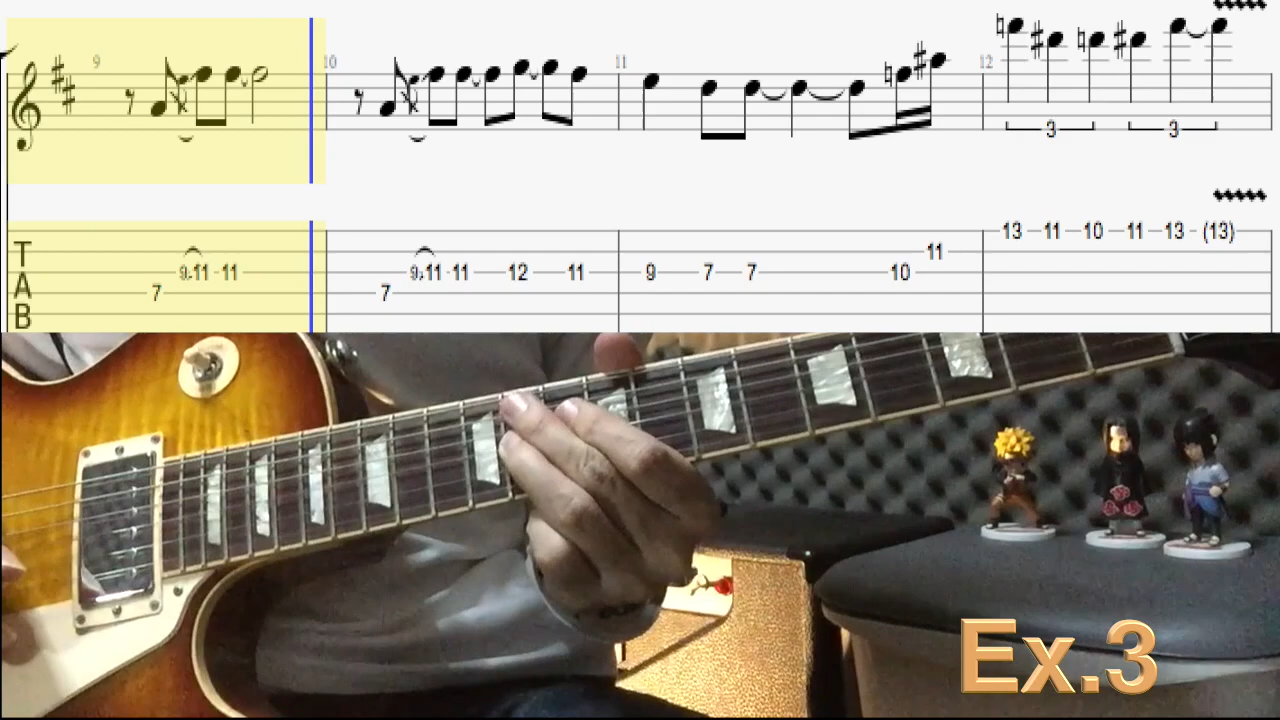 9 10 11 12
3 3
T
A
B
13 11 10 11 13 (13)
11
9 11 11 9 11 11 12 11 9 7 7 10
7 7
Ex.3